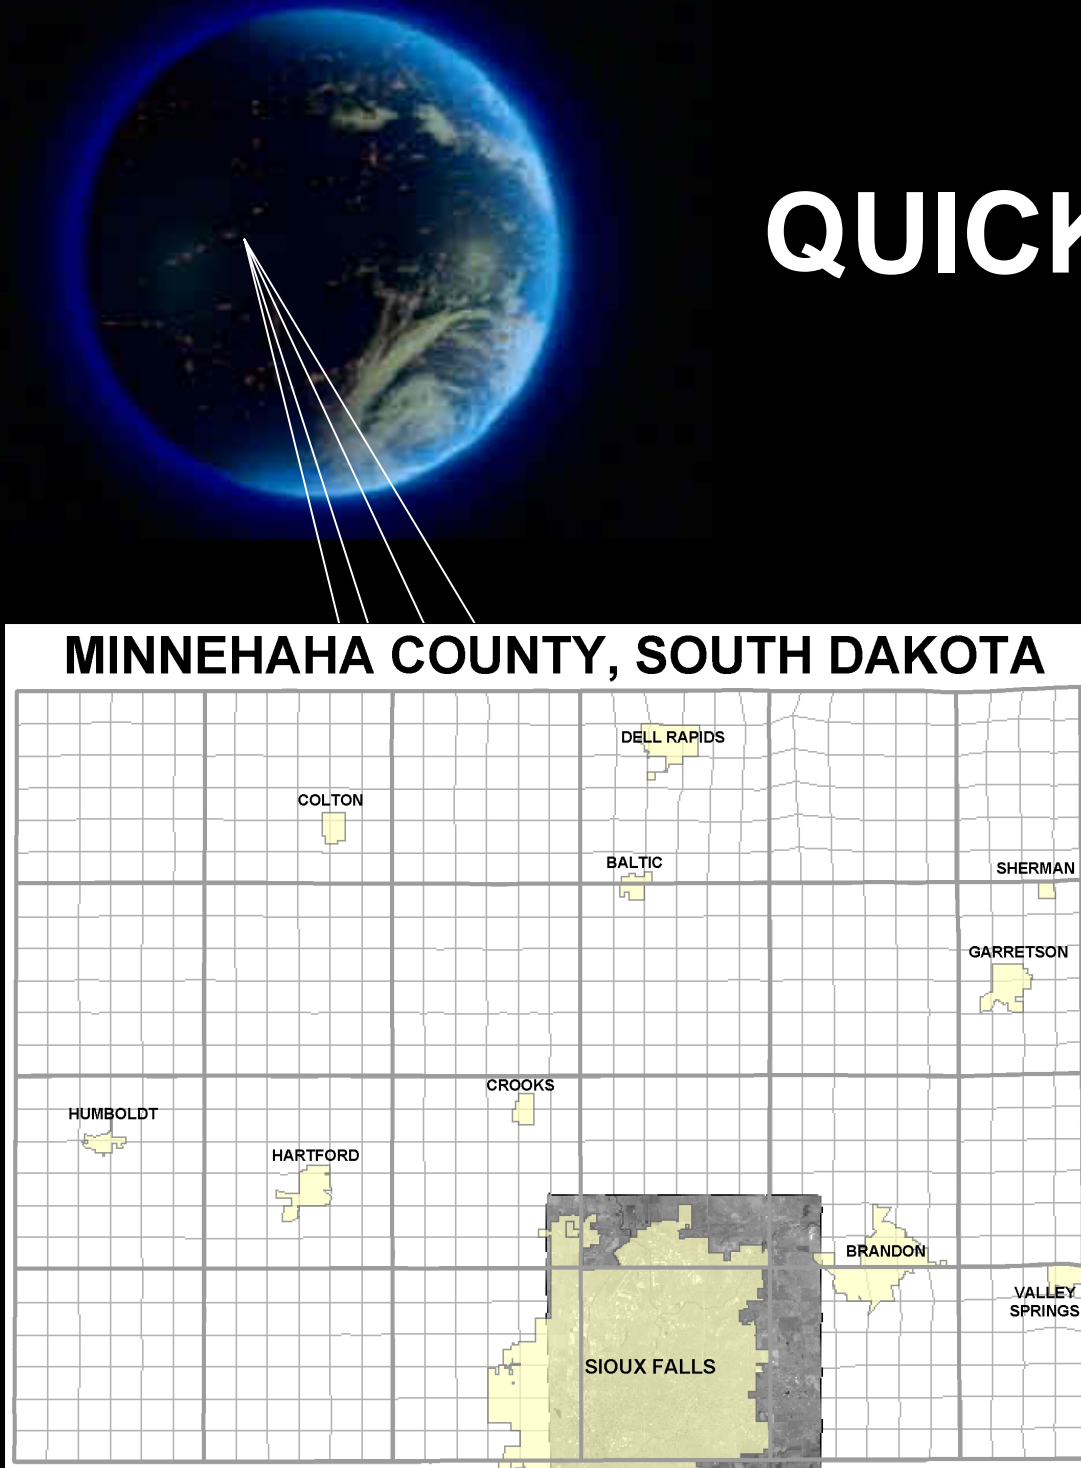 QUICK
MINNEHAHA COUNTY, SOUTH DAKOTA
DELL RAPIDS
COLTON
BALTIC
SHERMAN
GARRETSON
CROOKS
HUMBOLDT
HARTFORD
BRANDON
VALLEY
SPRINGS
SIOUX FALLS